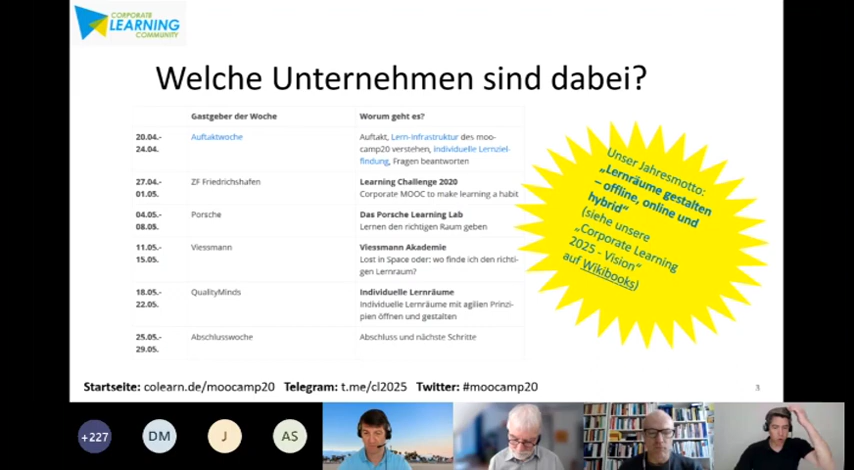 CORPORATE
LEARNING
COMMUNITY
Welche Unternehmen sind dabei?
Gastgeber der Woche Worum geht es?
20.04.- Auftaktwoche Auftakt, Lern-Infrastruktur des moo-
24.04. camp20 verstehen, individuelle Lernziel-
findung, Fragen beantworten
27.04.- ZF Friedrichshafen Learning Challenge 2020
01.05. Corporate MOOC to make learning a habit
04.05.- Porsche Das Porsche Learning Lab
08.05. Lernen den richtigen Raum geben
11.05.- Viessmann Viessmann Akademie
15.05. Lost in Space oder: wo finde ich den richti-
gen Lernraum?
18.05.- QualityMinds Individuelle Lernräume
22.05. Individuelle Lernräume mit agilen Prinzi-
pien öffnen und gestalten
25.05.- Abschlusswoche Abschluss und nächste Schritte
29.05.
Unser Jahresmotto:
„Lernräume gestalten
– offline, online und
hybrid“
(siehe unsere
„Corporate Learning
2025 - Vision“
auf Wikibooks)
Startseite: colearn.de/moocamp20 Telegram: t.me/cl2025 Twitter: #moocamp20
3
+227 DM J AS